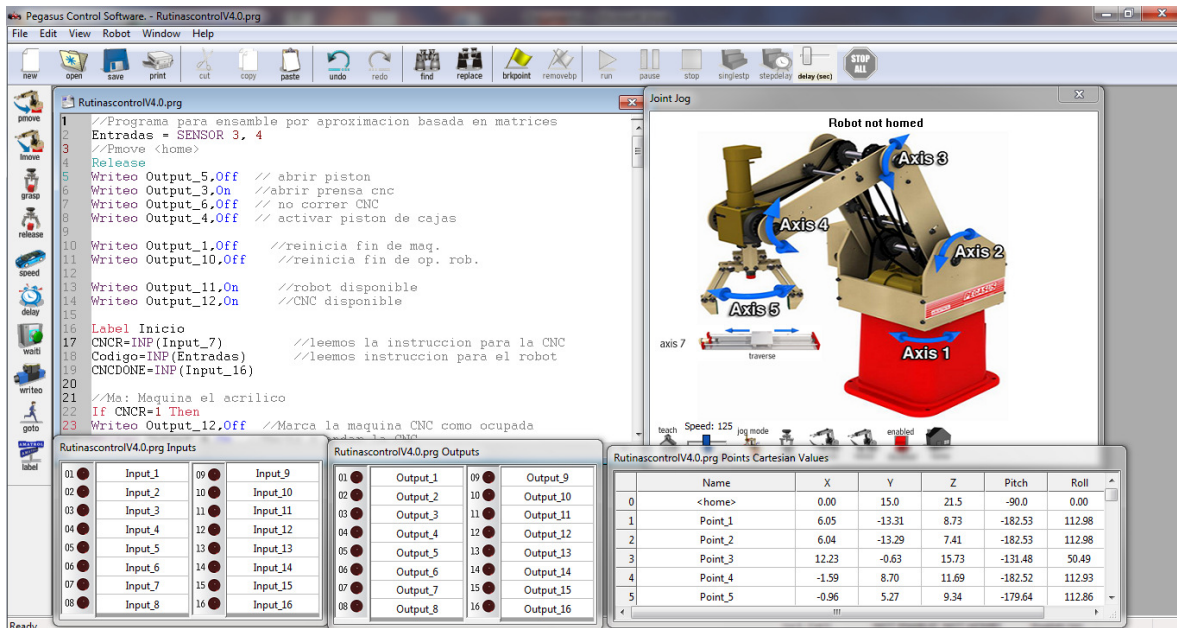 Pegasus Control Software. - RutinascontrolV4.0.prg
File Edit View Robot Window Help
new open save print cut copy paste undo redo find replace brkpoint removebp run pause stop singlestp stepdelay delay (sec) STOP ALL
pmove
lmove
grasp
release
speed
delay
waiti
writeo
goto
label
RutinascontrolV4.0.prg
1 //Programa para ensamble por aproximacion basada en matrices
2 Entradas = SENSOR 3, 4
3 //Pmove <home>
4 Release
5 Writeo Output_5,Off // abrir piston
6 Writeo Output_3,On //abrir prensa cnc
7 Writeo Output_6,Off // no correr CNC
8 Writeo Output_4,Off // activar piston de cajas
9
10 Writeo Output_1,Off //reinicia fin de maq.
11 Writeo Output_10,Off //reinicia fin de op. rob.
12
13 Writeo Output_11,On //robot disponible
14 Writeo Output_12,On //CNC disponible
15
16 Label Inicio
17 CNCR=INP(Input_7) //leemos la instruccion para la CNC
18 Codigo=INP(Entradas) //leemos instruccion para el robot
19 CNCDONE=INP(Input_16)
20
21 //Ma: Maquina el acrilico
22 If CNCR=1 Then
23 Writeo Output_12,Off //Marca la maquina CNC como ocupada
Joint Jog
Robot not homed
Axis 3
Axis 4
Axis 2
Axis 5
PEGASUS
axis 7
traverse
Axis 1
teach Speed: 125 jog mode enabled
RutinascontrolV4.0.prg Inputs
01 Input_1 09 Input_9
02 Input_2 10 Input_10
03 Input_3 11 Input_11
04 Input_4 12 Input_12
05 Input_5 13 Input_13
06 Input_6 14 Input_14
07 Input_7 15 Input_15
08 Input_8 16 Input_16
RutinascontrolV4.0.prg Outputs
01 Output_1 09 Output_9
02 Output_2 10 Output_10
03 Output_3 11 Output_11
04 Output_4 12 Output_12
05 Output_5 13 Output_13
06 Output_6 14 Output_14
07 Output_7 15 Output_15
08 Output_8 16 Output_16
RutinascontrolV4.0.prg Points Cartesian Values
Name X Y Z Pitch Roll
0 <home> 0.00 15.0 21.5 -90.0 0.00
1 Point_1 6.05 -13.31 8.73 -182.53 112.98
2 Point_2 6.04 -13.29 7.41 -182.53 112.98
3 Point_3 12.23 -0.63 15.73 -131.48 50.49
4 Point_4 -1.59 8.70 11.69 -182.52 112.93
5 Point_5 -0.96 5.27 9.34 -179.64 112.86
Ready